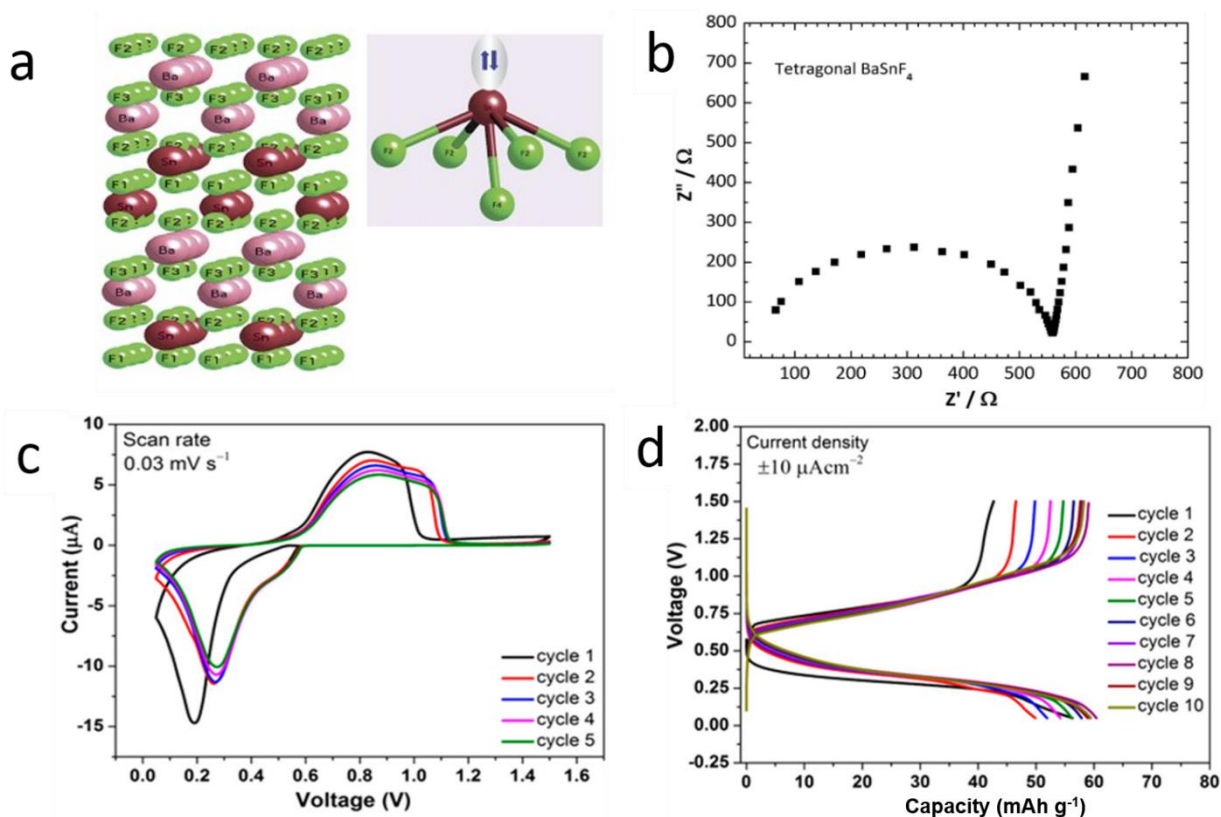 a
F2 F2 F2 F2 F2
Ba Ba
F3 F3 F3
Ba Ba Ba
F2 F2 F2
Sn Sn
F1 F1 F1 F1 F1
Sn Sn Sn
F2 F2 F2 F2
Ba Ba
F3 F3 F3
Ba Ba Ba
F2 F2 F2
Sn Sn
F1 F1 F1
F2 F2 F2 F2
F4
b
Tetragonal BaSnF₄
800
700
600
500
400
300
200
100
0
Z'' / Ω
100 200 300 400 500 600 700 800
Z' / Ω
c
Scan rate
0.03 mV s⁻¹
10
5
0
-5
-10
-15
Current (µA)
cycle 1
cycle 2
cycle 3
cycle 4
cycle 5
0.0 0.2 0.4 0.6 0.8 1.0 1.2 1.4 1.6
Voltage (V)
d
Current density
±10 µAcm⁻²
2.00
1.75
1.50
1.25
1.00
0.75
0.50
0.25
0.00
-0.25
Voltage (V)
cycle 1
cycle 2
cycle 3
cycle 4
cycle 5
cycle 6
cycle 7
cycle 8
cycle 9
cycle 10
0 10 20 30 40 50 60 70 80
Capacity (mAh g⁻¹)